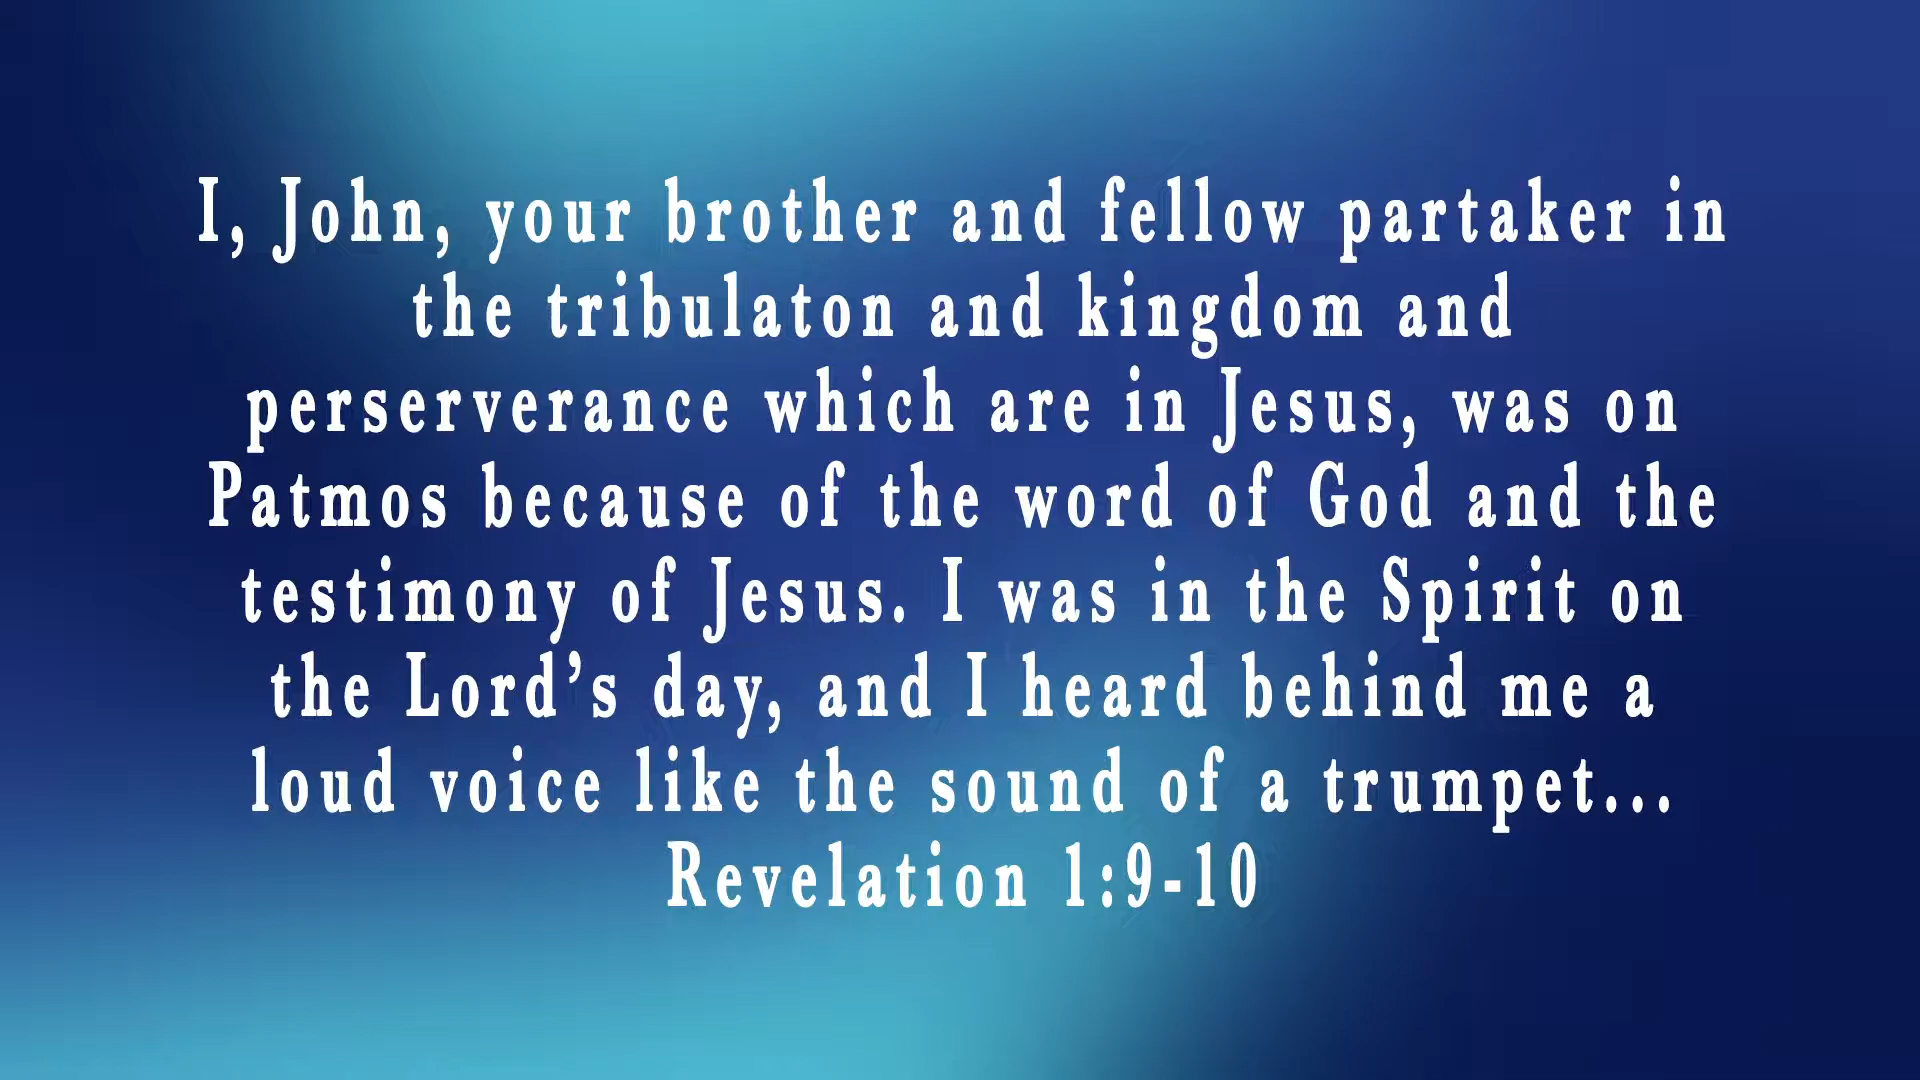 I, John, your brother and fellow partaker in
the tribulaton and kingdom and
perserverance which are in Jesus, was on
Patmos because of the word of God and the
testimony of Jesus. I was in the Spirit on
the Lord’s day, and I heard behind me a
loud voice like the sound of a trumpet...
Revelation 1:9-10